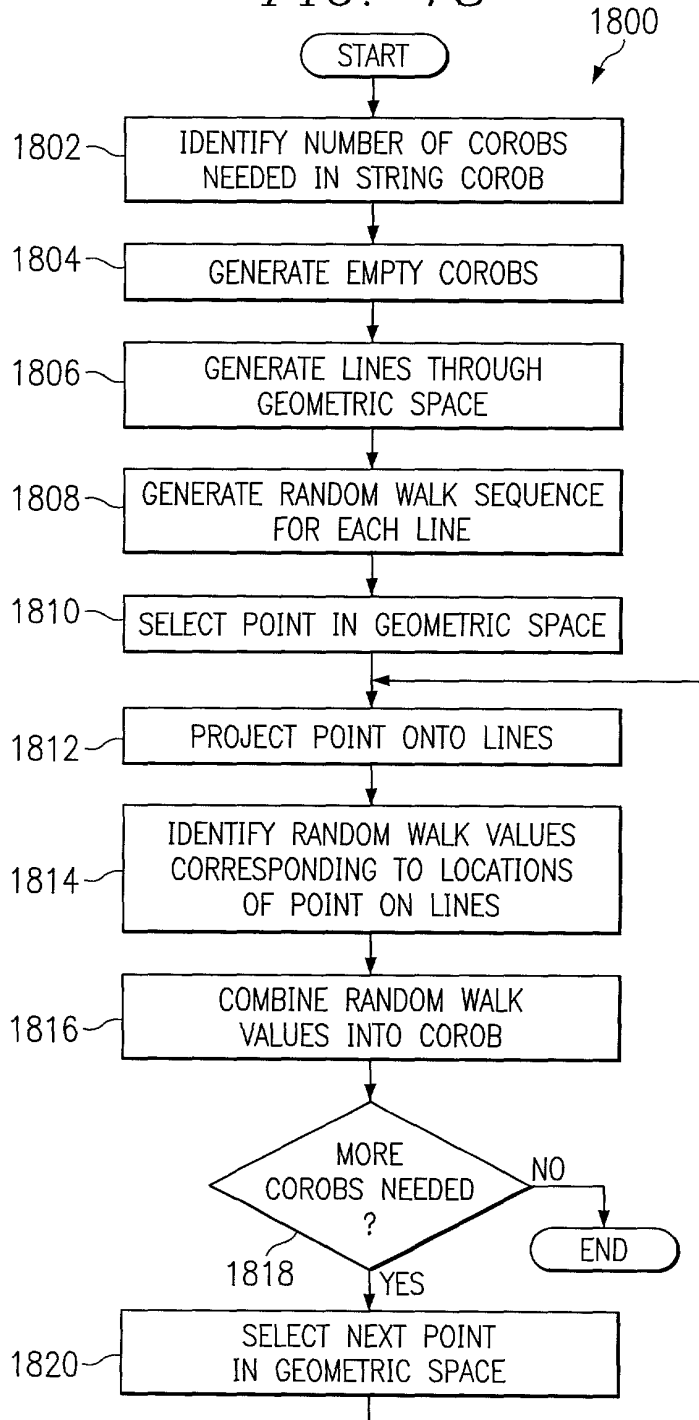 1800
START
1802
IDENTIFY NUMBER OF COROBS
NEEDED IN STRING COROB
1804
GENERATE EMPTY COROBS
1806
GENERATE LINES THROUGH
GEOMETRIC SPACE
1808
GENERATE RANDOM WALK SEQUENCE
FOR EACH LINE
1810
SELECT POINT IN GEOMETRIC SPACE
1812
PROJECT POINT ONTO LINES
1814
IDENTIFY RANDOM WALK VALUES
CORRESPONDING TO LOCATIONS
OF POINT ON LINES
1816
COMBINE RANDOM WALK
VALUES INTO COROB
MORE
COROBS NEEDED
?
NO
END
1818
YES
1820
SELECT NEXT POINT
IN GEOMETRIC SPACE